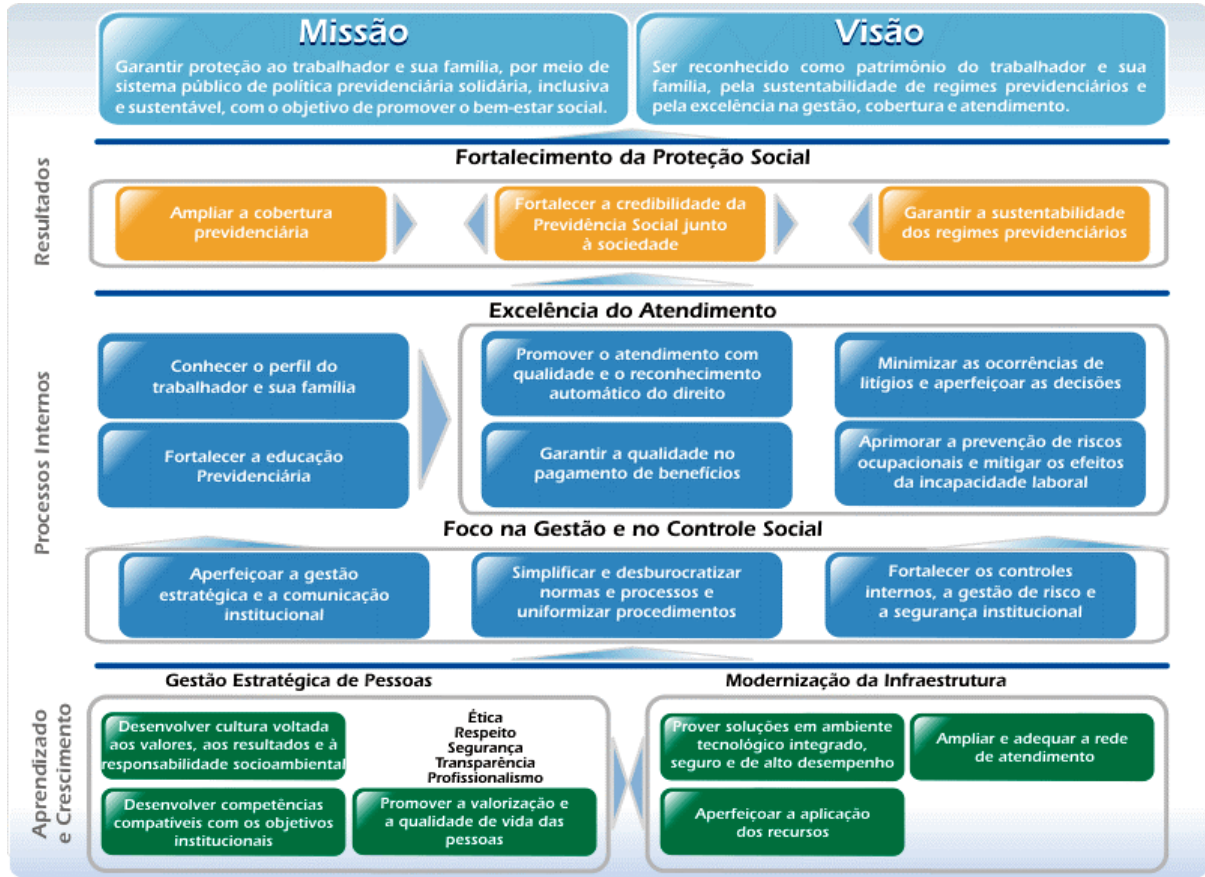 Missão
Garantir proteção ao trabalhador e sua família, por meio de
sistema público de política previdenciária solidária, inclusiva
e sustentável, com o objetivo de promover o bem-estar social.
Visão
Ser reconhecido como patrimônio do trabalhador e sua
família, pela sustentabilidade de regimes previdenciários e
pela excelência na gestão, cobertura e atendimento.
Resultados
Fortalecimento da Proteção Social
Ampliar a cobertura
previdenciária
Fortalecer a credibilidade da
Previdência Social junto
à sociedade
Garantir a sustentabilidade
dos regimes previdenciários
Processos Internos
Excelência do Atendimento
Conhecer o perfil do
trabalhador e sua família
Fortalecer a educação
Previdenciária
Promover o atendimento com
qualidade e o reconhecimento
automático do direito
Minimizar as ocorrências de
litígios e aperfeiçoar as decisões
Garantir a qualidade no
pagamento de benefícios
Aprimorar a prevenção de riscos
ocupacionais e mitigar os efeitos
da incapacidade laboral
Foco na Gestão e no Controle Social
Aperfeiçoar a gestão
estratégica e a comunicação
institucional
Simplificar e desburocratizar
normas e processos e
uniformizar procedimentos
Fortalecer os controles
internos, a gestão de risco e
a segurança institucional
Aprendizado
e Crescimento
Gestão Estratégica de Pessoas
Desenvolver cultura voltada
aos valores, aos resultados e à
responsabilidade socioambiental
Ética
Respeito
Segurança
Transparência
Profissionalismo
Desenvolver competências
compatíveis com os objetivos
institucionais
Promover a valorização e
a qualidade de vida das
pessoas
Modernização da Infraestrutura
Prover soluções em ambiente
tecnológico integrado,
seguro e de alto desempenho
Ampliar e adequar a rede
de atendimento
Aperfeiçoar a aplicação
dos recursos